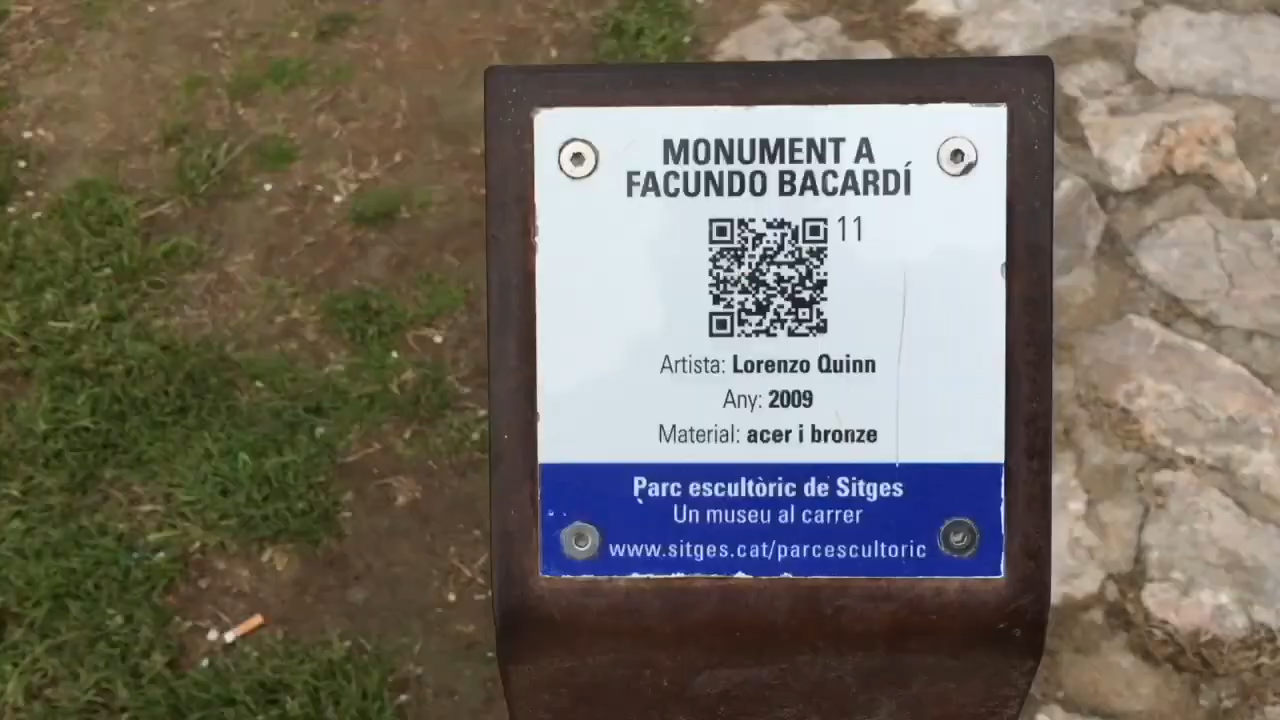 MONUMENT A
FACUNDO BACARDÍ
11
Artista: Lorenzo Quinn
Any: 2009
Material: acer i bronze
Parc escultòric de Sitges
Un museu al carrer
www.sitges.cat/parcescultoric